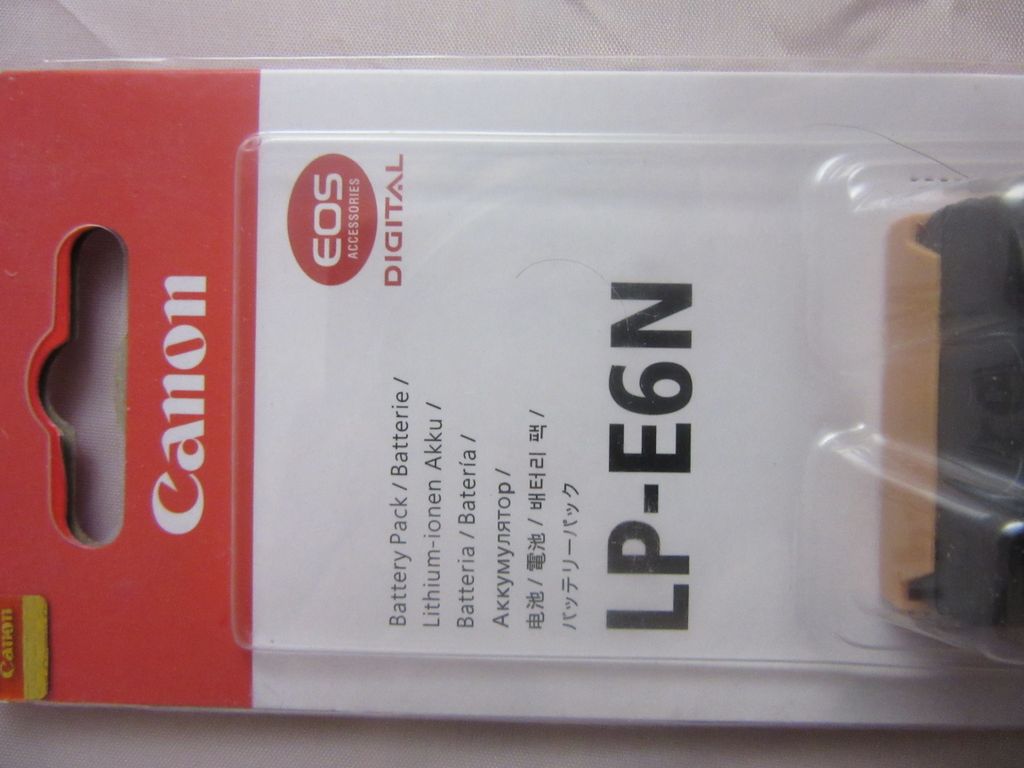 Canon
Canon
EOS
ACCESSORIES
DIGITAL
Battery Pack / Batterie /
Lithium-ionen Akku /
Batteria / Batería /
Аккумулятор /
电池 / 電池 / 배터리 팩 /
バッテリーパック
LP-E6N